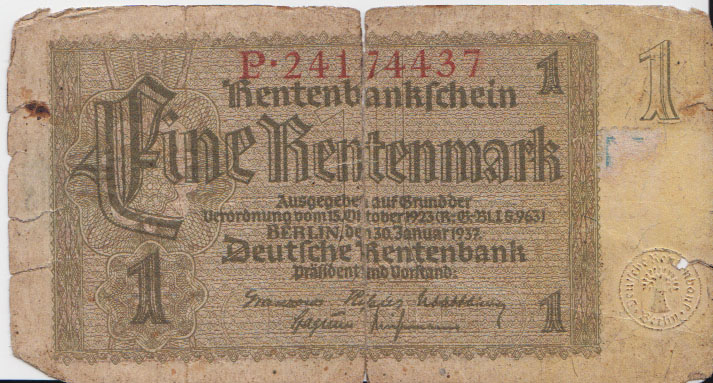 P·24174437
1
1
Rentenbankschein
Eine Rentenmark
Ausgegeben auf Grund der
Verordnung vom 15. Oktober 1923 (R.G.Bl. I S. 963)
BERLIN, den 30. Januar 1937
Deutsche Rentenbank
Präsident und Vorstand:
1
1